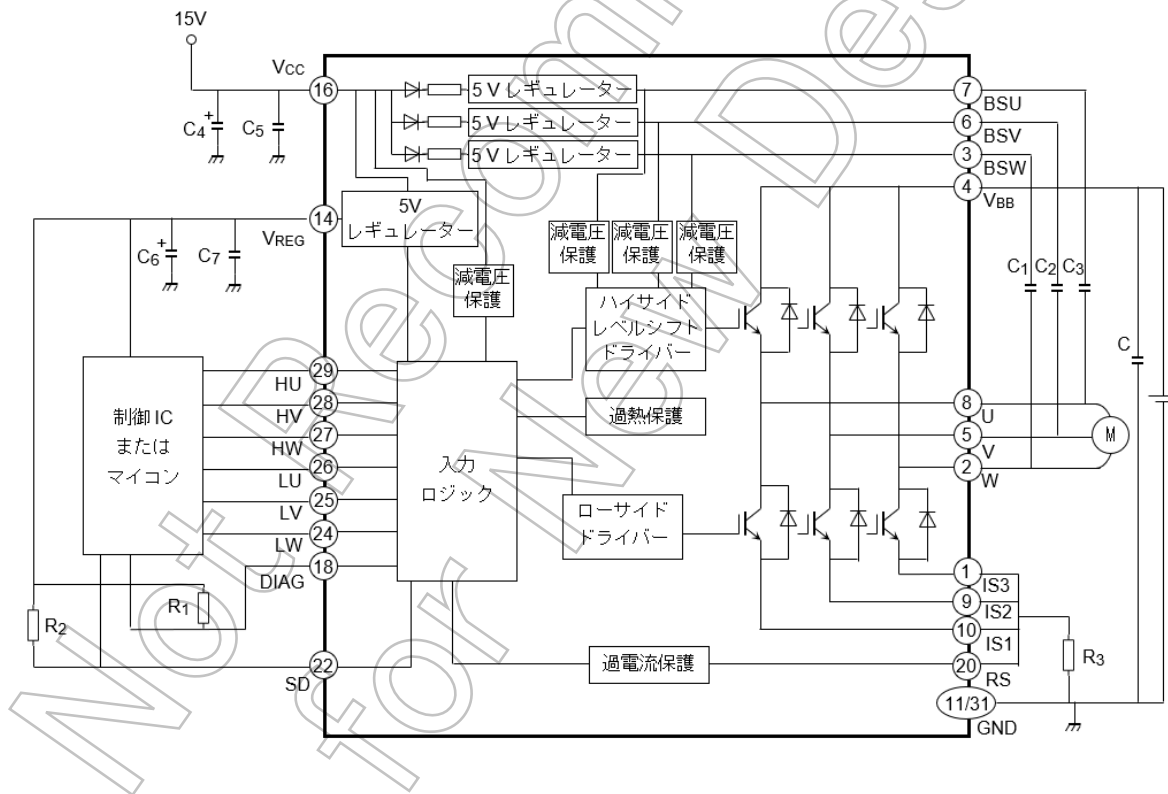 15V
VCC
16
C4
+
C5
5 V レギュレーター
7
BSU
5 V レギュレーター
6
BSV
5 V レギュレーター
3
BSW
4
VBB
14
VREG
5V
レギュレーター
C6
+
C7
減電圧
保護
減電圧
保護
減電圧
保護
減電圧
保護
C1
C2
C3
C
ハイサイド
レベルシフト
ドライバー
制御 IC
または
マイコン
29
HU
28
HV
27
HW
26
LU
25
LV
24
LW
18
DIAG
入力
ロジック
過熱保護
ローサイド
ドライバー
8
U
5
V
2
W
M
1
IS3
9
IS2
10
IS1
20
RS
R1
R2
R3
22
SD
過電流保護
11/31
GND
Not Recommended
for New Des